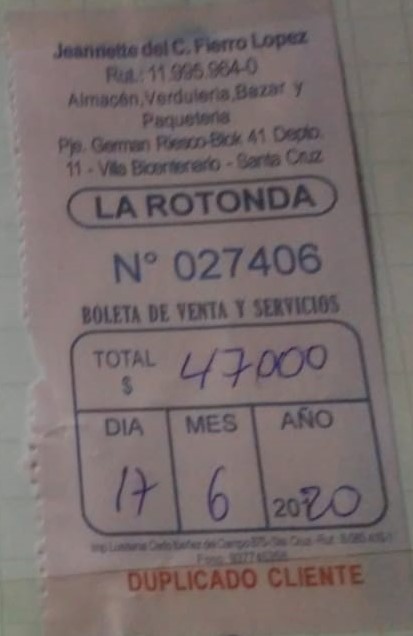 Jeannette del C. Fierro Lopez
Rut.: 11.995.964-0
Almacén,Verduleria,Bazar y
Paqueteria
Pje. German Riesco-Blok 41 Depto.
11 - Villa Bicentenario - Santa Cruz
LA ROTONDA
N° 027406
BOLETA DE VENTA Y SERVICIOS
TOTAL $ 47000
DIA MES AÑO
17 6 2020
DUPLICADO CLIENTE